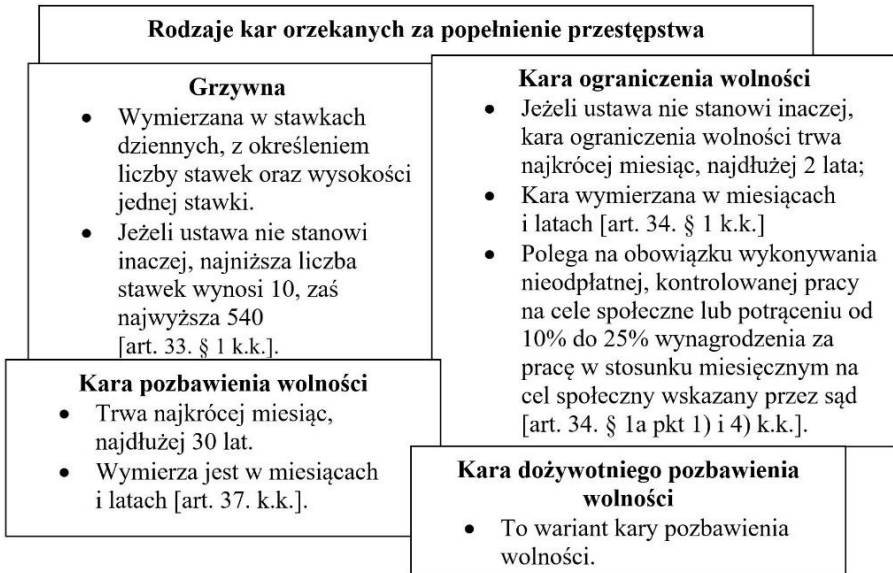 Rodzaje kar orzekanych za popełnienie przestępstwa
Grzywna
• Wymierzana w stawkach
dziennych, z określeniem
liczby stawek oraz wysokości
jednej stawki.
• Jeżeli ustawa nie stanowi
inaczej, najniższa liczba
stawek wynosi 10, zaś
najwyższa 540
[art. 33. § 1 k.k.].
Kara ograniczenia wolności
• Jeżeli ustawa nie stanowi inaczej,
kara ograniczenia wolności trwa
najkrócej miesiąc, najdłużej 2 lata;
• Kara wymierzana w miesiącach
i latach [art. 34. § 1 k.k.]
• Polega na obowiązku wykonywania
nieodpłatnej, kontrolowanej pracy
na cele społeczne lub potrąceniu od
10% do 25% wynagrodzenia za
pracę w stosunku miesięcznym na
cel społeczny wskazany przez sąd
[art. 34. § 1a pkt 1) i 4) k.k.].
Kara pozbawienia wolności
• Trwa najkrócej miesiąc,
najdłużej 30 lat.
• Wymierza jest w miesiącach
i latach [art. 37. k.k.].
Kara dożywotniego pozbawienia
wolności
• To wariant kary pozbawienia
wolności.